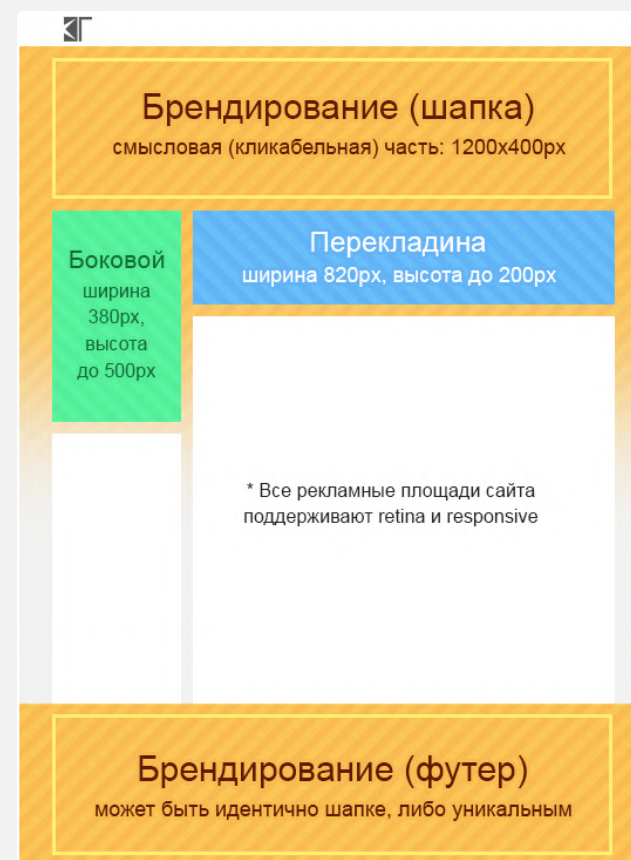 КГ
Брендирование (шапка)
смысловая (кликабельная) часть: 1200x400px
Боковой
ширина
380px,
высота
до 500px
Перекладина
ширина 820px, высота до 200px
* Все рекламные площади сайта
поддерживают retina и responsive
Брендирование (футер)
может быть идентично шапке, либо уникальным